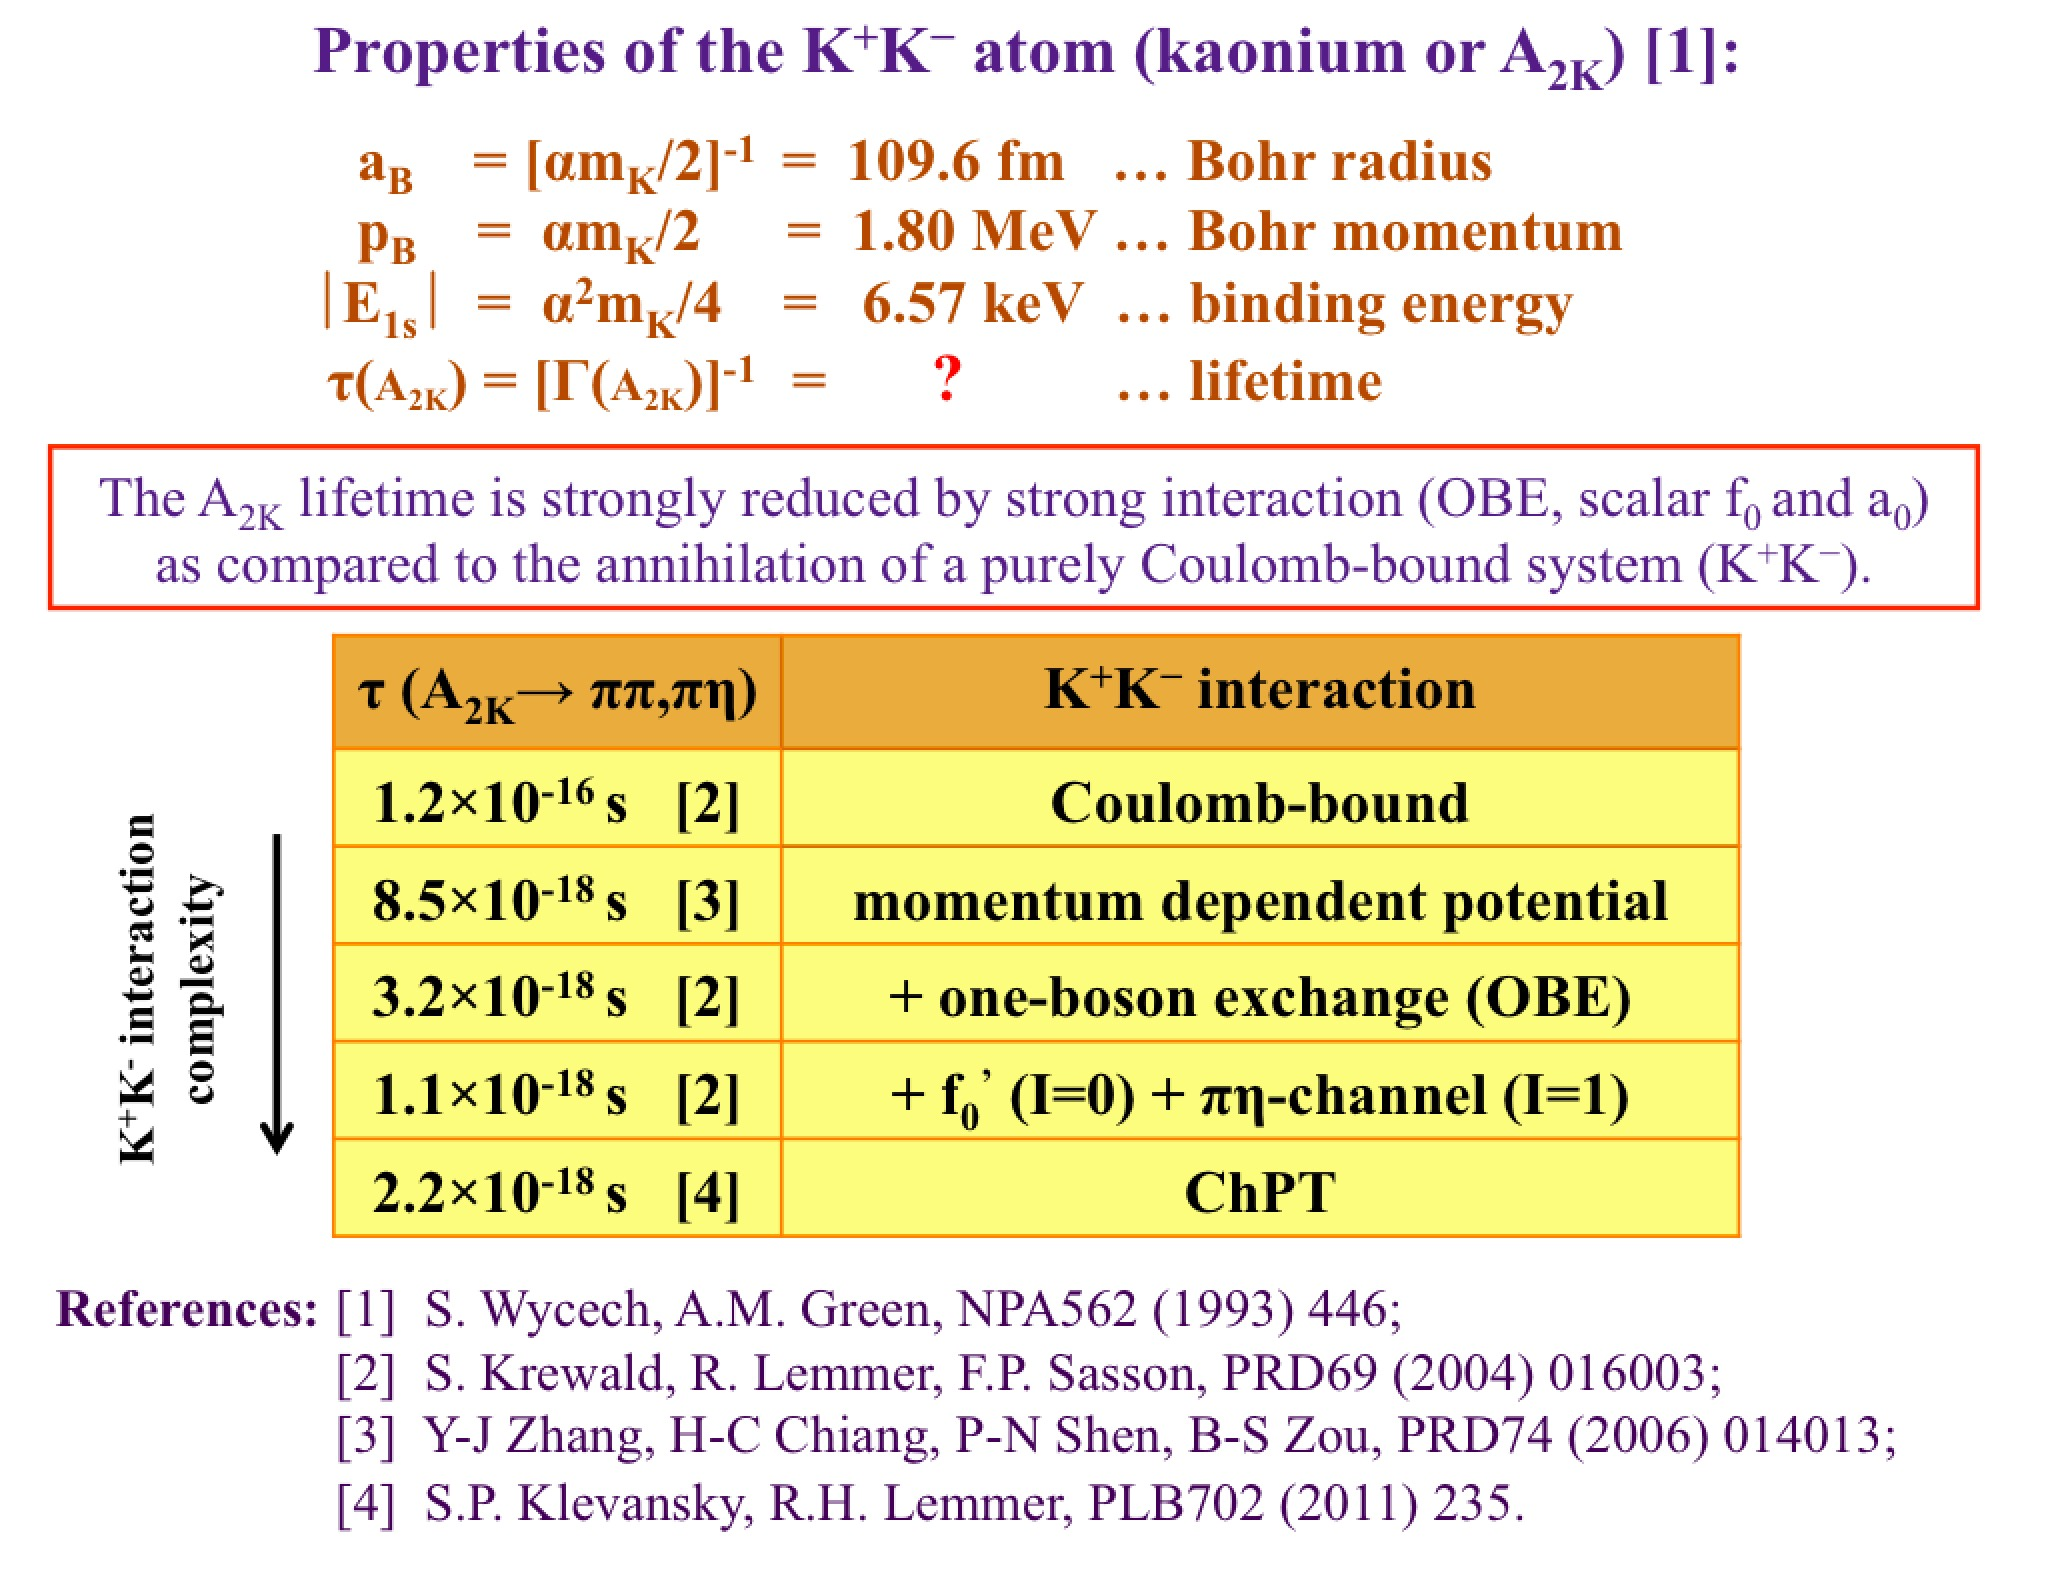 Properties of the K⁺K⁻ atom (kaonium or A₂K) [1]:
aB = [αmK/2]⁻¹ = 109.6 fm … Bohr radius
pB = αmK/2 = 1.80 MeV … Bohr momentum
|E₁s| = α²mK/4 = 6.57 keV … binding energy
τ(A₂K) = [Γ(A₂K)]⁻¹ = ? … lifetime
The A₂K lifetime is strongly reduced by strong interaction (OBE, scalar f₀ and a₀)
as compared to the annihilation of a purely Coulomb-bound system (K⁺K⁻).
τ (A₂K→ ππ,πη) K⁺K⁻ interaction
1.2×10⁻¹⁶ s [2] Coulomb-bound
8.5×10⁻¹⁸ s [3] momentum dependent potential
3.2×10⁻¹⁸ s [2] + one-boson exchange (OBE)
1.1×10⁻¹⁸ s [2] + f₀’ (I=0) + πη-channel (I=1)
2.2×10⁻¹⁸ s [4] ChPT
K⁺K⁻ interaction
complexity
References: [1] S. Wycech, A.M. Green, NPA562 (1993) 446;
[2] S. Krewald, R. Lemmer, F.P. Sasson, PRD69 (2004) 016003;
[3] Y-J Zhang, H-C Chiang, P-N Shen, B-S Zou, PRD74 (2006) 014013;
[4] S.P. Klevansky, R.H. Lemmer, PLB702 (2011) 235.